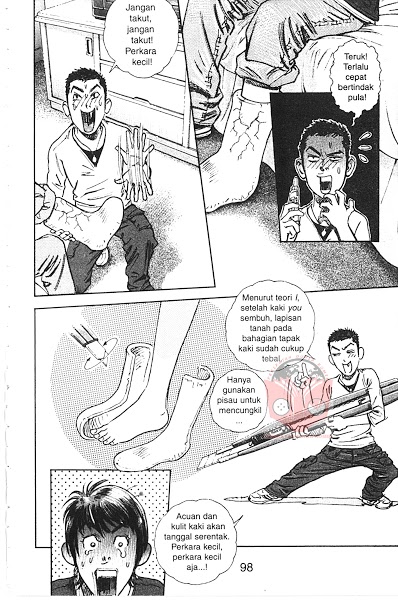 Jangan
takut,
jangan
takut!
Perkara
kecil!
Teruk!
Terlalu
cepat
bertindak
pula!
Menurut teori I,
setelah kaki you
sembuh, lapisan
tanah pada
bahagian tapak
kaki sudah cukup
tebal.
Hanya
gunakan
pisau untuk
mencungkil
...
Acuan dan
kulit kaki akan
tanggal serentak.
Perkara kecil,
perkara kecil
aja...!
98